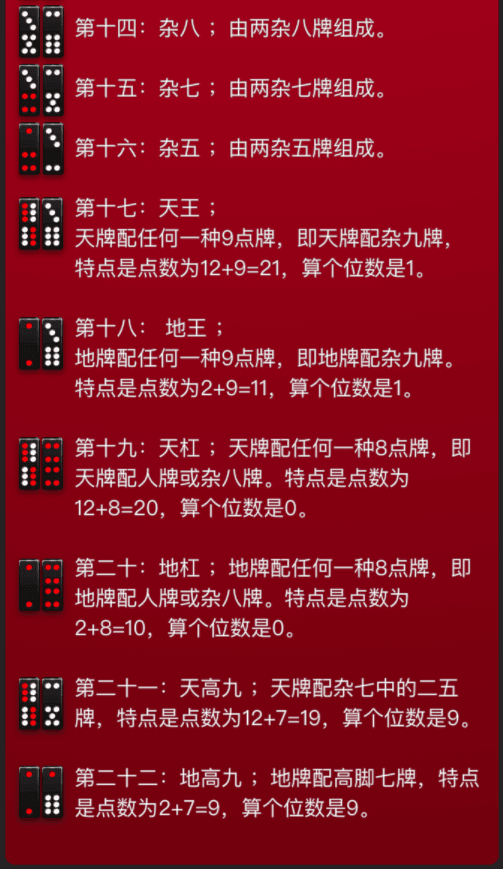 第十四：杂八 ；由两杂八牌组成。
第十五：杂七 ；由两杂七牌组成。
第十六：杂五 ；由两杂五牌组成。
第十七：天王 ；
天牌配任何一种9点牌，即天牌配杂九牌，
特点是点数为12+9=21，算个位数是1。
第十八： 地王 ；
地牌配任何一种9点牌，即地牌配杂九牌。
特点是点数为2+9=11，算个位数是1。
第十九：天杠 ；天牌配任何一种8点牌，即
天牌配人牌或杂八牌。特点是点数为
12+8=20，算个位数是0。
第二十：地杠 ；地牌配任何一种8点牌，即
地牌配人牌或杂八牌。特点是点数为
2+8=10，算个位数是0。
第二十一：天高九 ；天牌配杂七中的二五
牌，特点是点数为12+7=19，算个位数是9。
第二十二：地高九 ；地牌配高脚七牌，特点
是点数为2+7=9，算个位数是9。